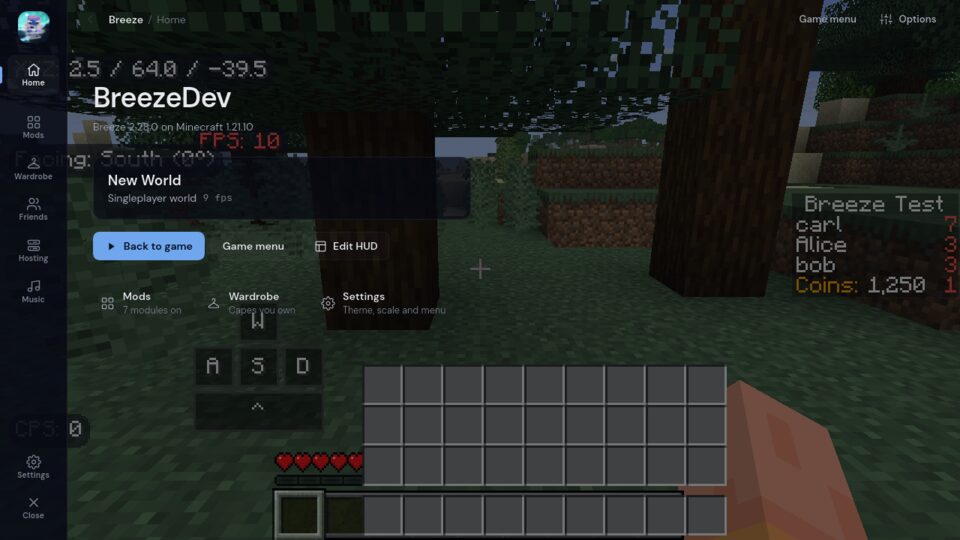 Breeze / Home
Game menu
Options
XYZ: 2.5 / 64.0 / -39.5
Home
BreezeDev
Breeze 2.28.0 on Minecraft 1.21.10
Mods
FPS: 10
Facing: South (0°)
Wardrobe
New World
Singleplayer world 9 fps
Friends
Breeze Test
carl 7
Alice 3
bob 3
Coins: 1,250 1
Back to game
Game menu
Edit HUD
Hosting
Music
Mods
7 modules on
Wardrobe
Capes you own
Settings
Theme, scale and menu
W
A S D
^
CPS: 0
Settings
Close